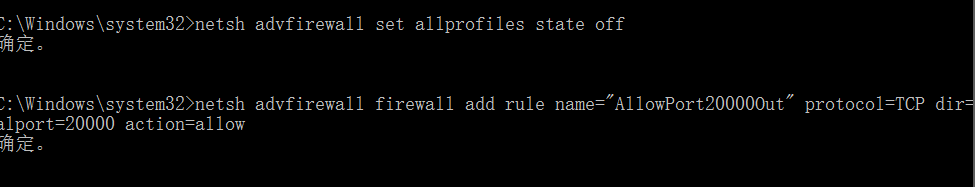 C:\Windows\system32>netsh advfirewall set allprofiles state off
确定。
C:\Windows\system32>netsh advfirewall firewall add rule name="AllowPort20000Out" protocol=TCP dir=
alport=20000 action=allow
确定。